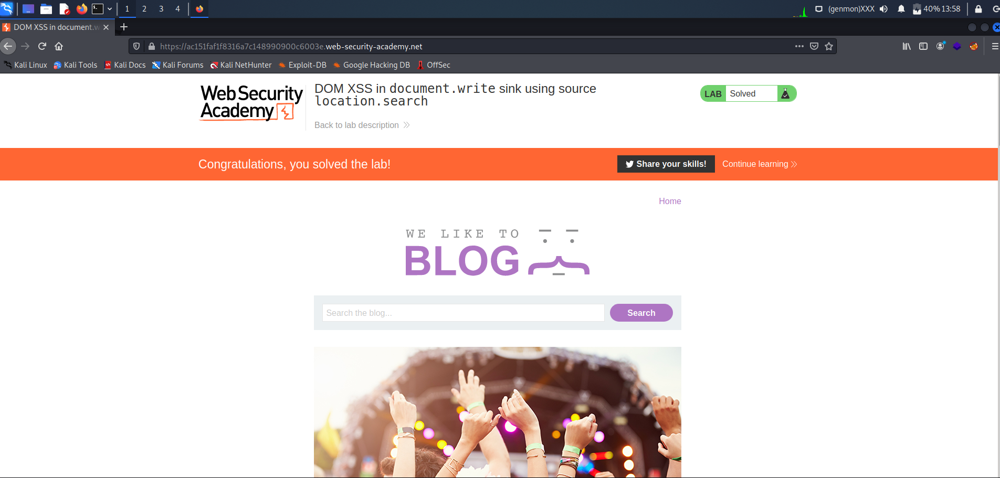 1 2 3 4 (genmon)XXX 40% 13:58
DOM XSS in document.w
https://ac151faf1f8316a7c148990900c6003e.web-security-academy.net
Kali Linux Kali Tools Kali Docs Kali Forums Kali NetHunter Exploit-DB Google Hacking DB OffSec
Web Security
Academy
DOM XSS in document.write sink using source
location.search
LAB Solved
Back to lab description
Congratulations, you solved the lab!
Share your skills! Continue learning
Home
WE LIKE TO
BLOG
Search the blog...
Search